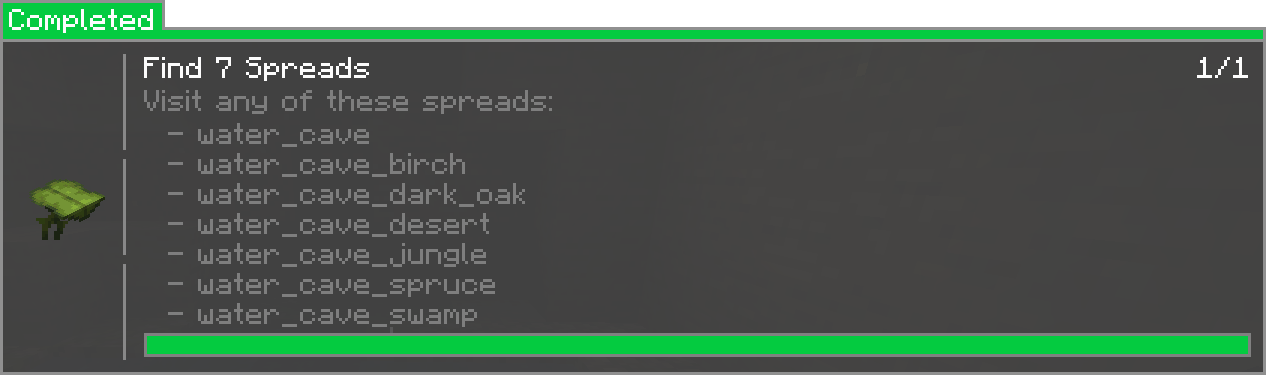 Completed
Find 7 Spreads 1/1
Visit any of these spreads:
- water_cave
- water_cave_birch
- water_cave_dark_oak
- water_cave_desert
- water_cave_jungle
- water_cave_spruce
- water_cave_swamp